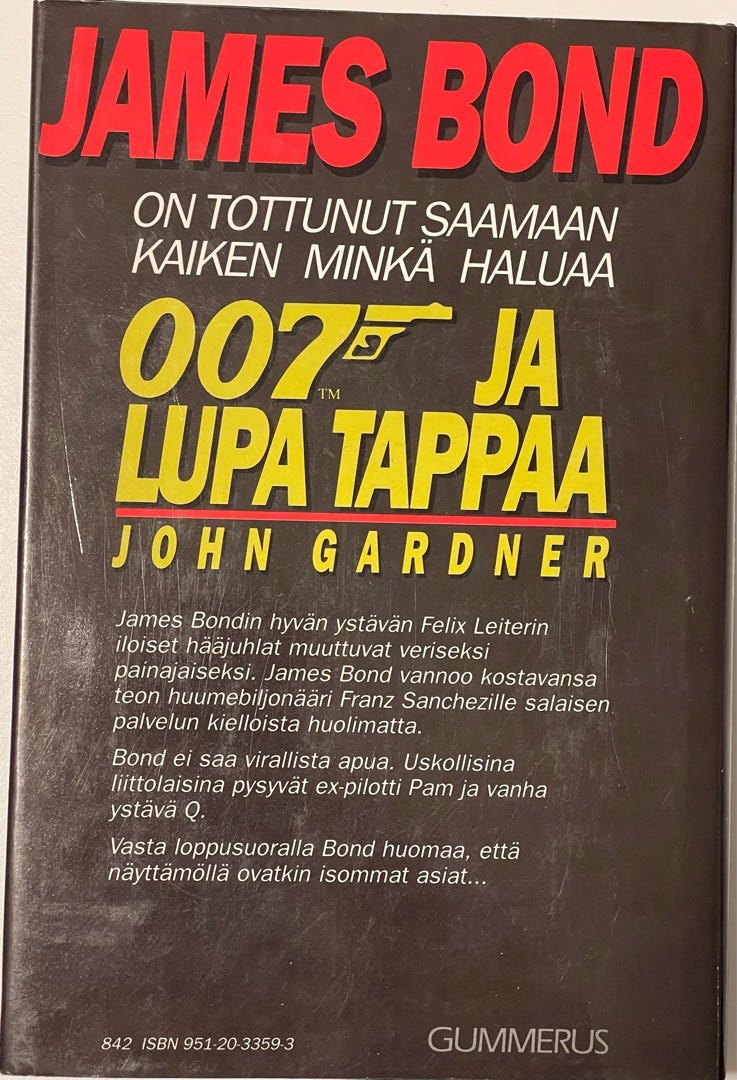 JAMES BOND
ON TOTTUNUT SAAMAAN
KAIKEN MINKÄ HALUAA
007 TM JA
LUPA TAPPAA
JOHN GARDNER
James Bondin hyvän ystävän Felix Leiterin
iloiset hääjuhlat muuttuvat veriseksi
painajaiseksi. James Bond vannoo kostavansa
teon huumebiljonääri Franz Sanchezille salaisen
palvelun kielloista huolimatta.
Bond ei saa virallista apua. Uskollisina
liittolaisina pysyvät ex-pilotti Pam ja vanha
ystävä Q.
Vasta loppusuoralla Bond huomaa, että
näyttämöllä ovatkin isommat asiat...
842 ISBN 951-20-3359-3
GUMMERUS